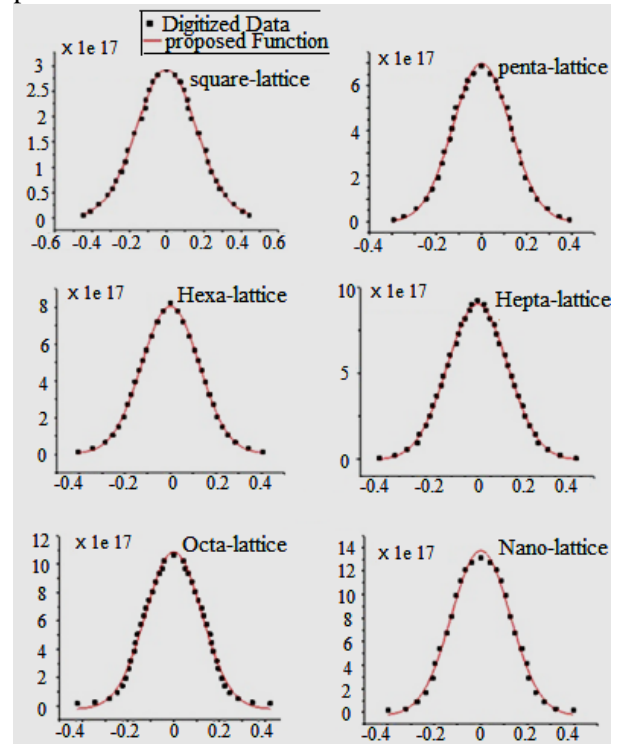 Digitized Data
proposed Function
x 1e 17
square-lattice
3
2.5
2
1.5
1
0.5
0
-0.6 -0.4 -0.2 0 0.2 0.4 0.6
x 1e 17
penta-lattice
6
4
2
0
-0.4 -0.2 0 0.2 0.4
x 1e 17
Hexa-lattice
8
6
4
2
0
-0.4 -0.2 0 0.2 0.4
10
x 1e 17
Hepta-lattice
5
0
-0.4 -0.2 0 0.2 0.4
12
x 1e 17
Octa-lattice
10
8
6
4
2
0
-0.4 -0.2 0 0.2 0.4
14
x 1e 17
Nano-lattice
12
10
8
6
4
2
0
-0.4 -0.2 0 0.2 0.4